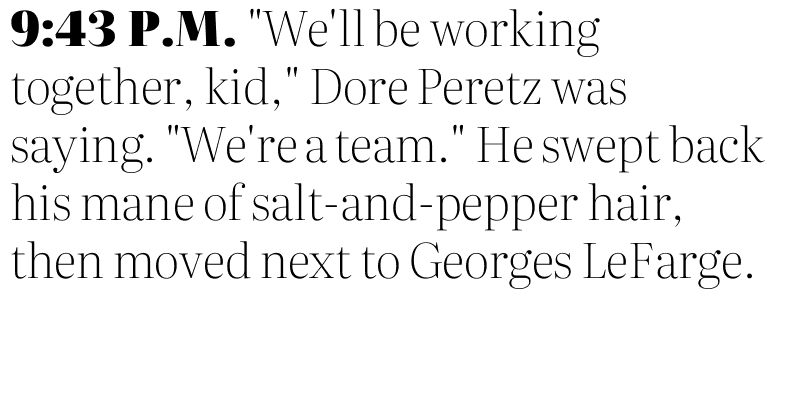 9:43 P.M. "We'll be working
together, kid," Dore Peretz was
saying. "We're a team." He swept back
his mane of salt-and-pepper hair,
then moved next to Georges LeFarge.